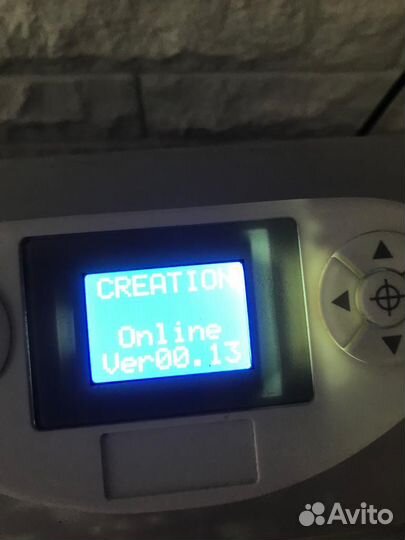 CREATION
Online
Ver00.13
Avito